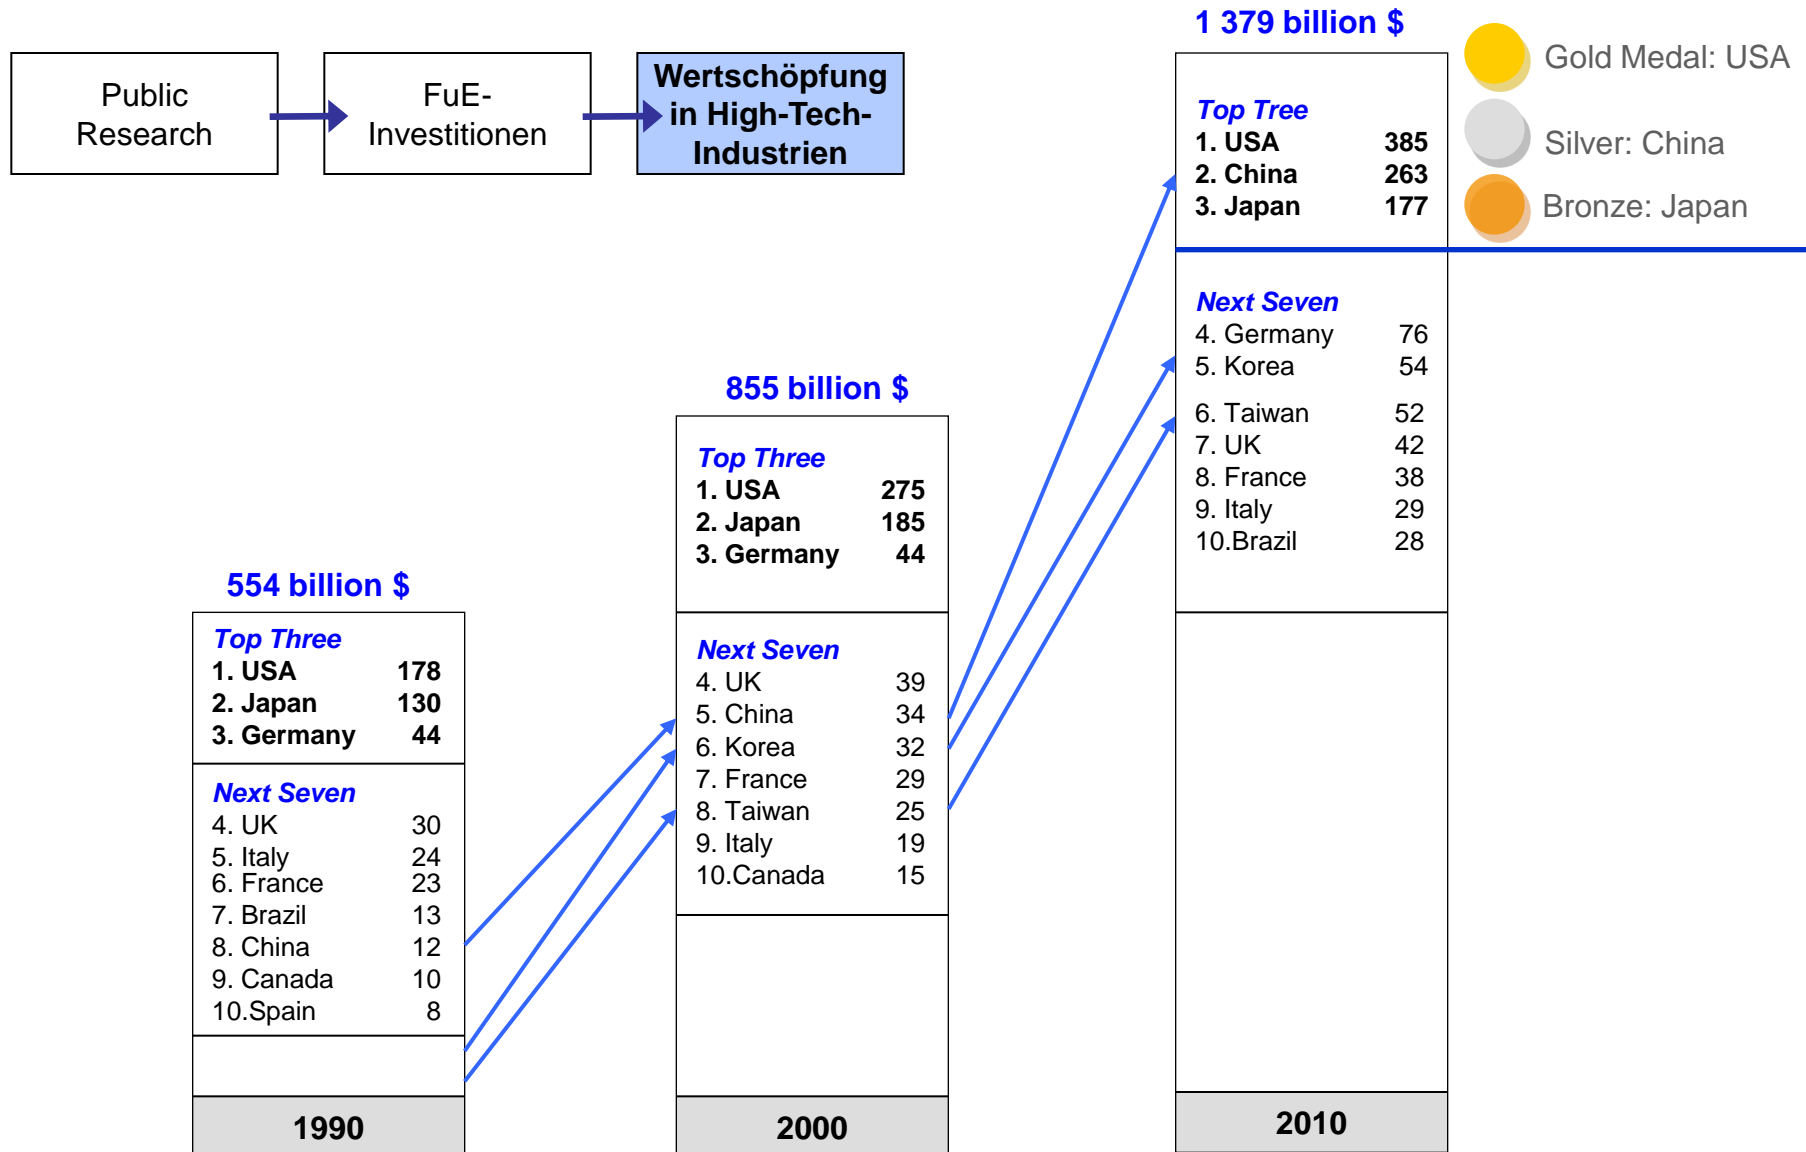 Public
Research
FuE-
Investitionen
Wertschöpfung
in High-Tech-
Industrien
554 billion $
Top Three
1. USA 178
2. Japan 130
3. Germany 44
Next Seven
4. UK 30
5. Italy 24
6. France 23
7. Brazil 13
8. China 12
9. Canada 10
10.Spain 8
1990
855 billion $
Top Three
1. USA 275
2. Japan 185
3. Germany 44
Next Seven
4. UK 39
5. China 34
6. Korea 32
7. France 29
8. Taiwan 25
9. Italy 19
10.Canada 15
2000
1 379 billion $
Top Tree
1. USA 385
2. China 263
3. Japan 177
Next Seven
4. Germany 76
5. Korea 54
6. Taiwan 52
7. UK 42
8. France 38
9. Italy 29
10.Brazil 28
2010
Gold Medal: USA
Silver: China
Bronze: Japan